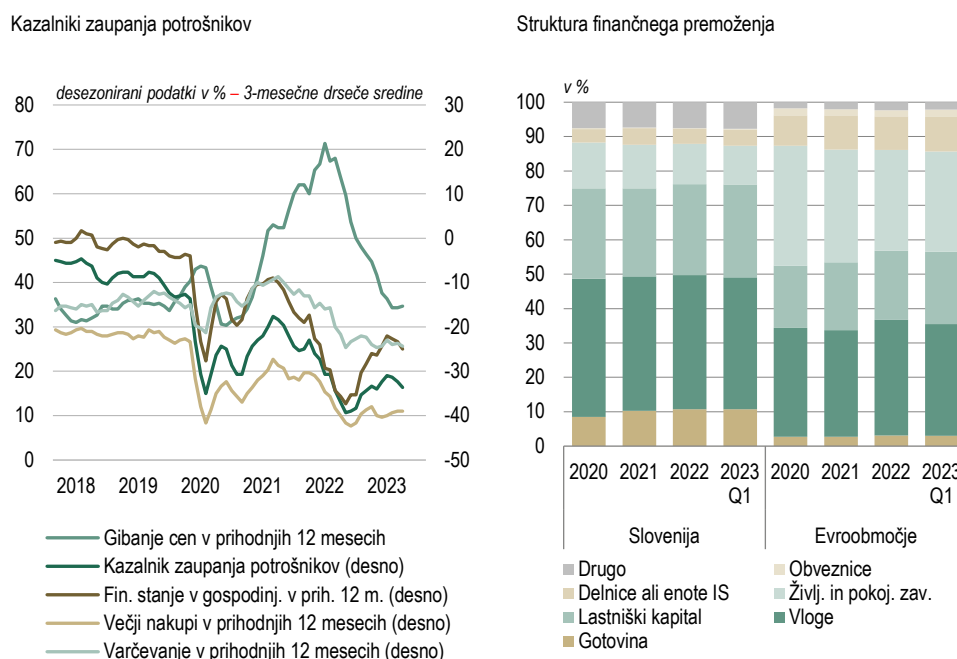 Kazalniki zaupanja potrošnikov
desezonirani podatki v % – 3-mesečne drseče sredine
80
70
60
50
40
30
20
10
0
30
20
10
0
-10
-20
-30
-40
-50
2018 2019 2020 2021 2022 2023
Gibanje cen v prihodnjih 12 mesecih
Kazalnik zaupanja potrošnikov (desno)
Fin. stanje v gospodinj. v prih. 12 m. (desno)
Večji nakupi v prihodnjih 12 mesecih (desno)
Varčevanje v prihodnjih 12 mesecih (desno)
Struktura finančnega premoženja
v %
100
90
80
70
60
50
40
30
20
10
0
2020 2021 2022 2023 2020 2021 2022 2023
Q1 Q1
Slovenija Evroobmočje
Drugo Obveznice
Delnice ali enote IS Življ. in pokoj. zav.
Lastniški kapital Vloge
Gotovina